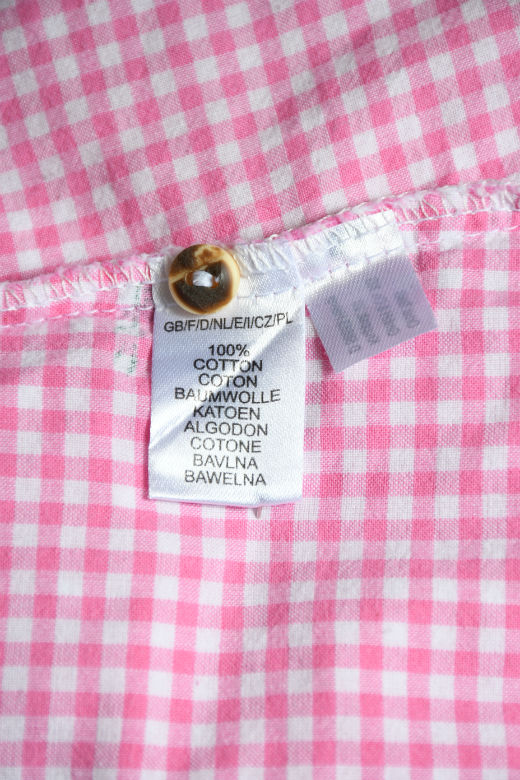 GB/F/D/NL/E/I/CZ/PL
100%
COTTON
COTON
BAUMWOLLE
KATOEN
ALGODON
COTONE
BAVLNA
BAWELNA